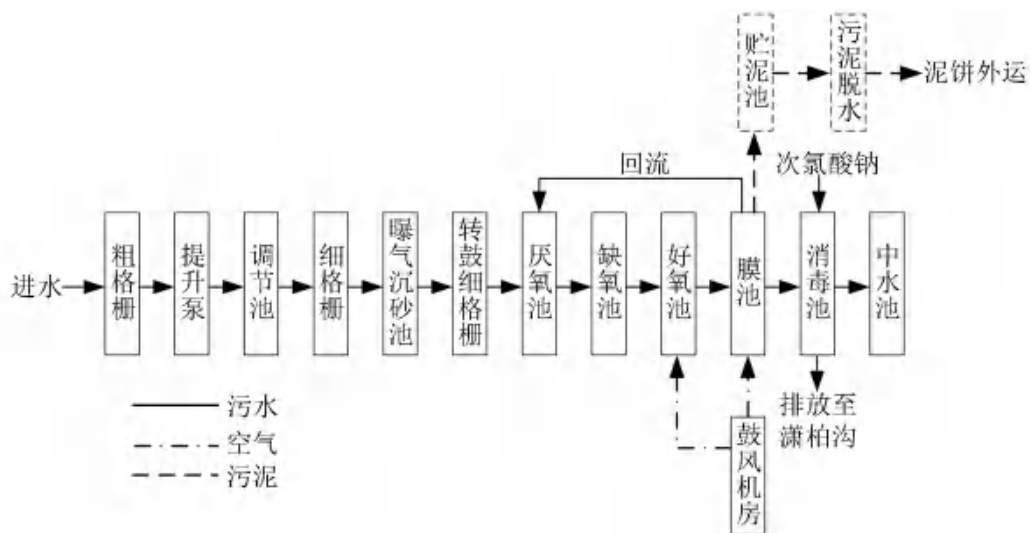 贮泥池
污泥脱水
泥饼外运
回流
次氯酸钠
进水
粗格栅
提升泵
调节池
细格栅
曝气沉砂池
转鼓细格栅
厌氧池
缺氧池
好氧池
膜池
消毒池
中水池
污水
空气
污泥
鼓风机房
排放至
潇柏沟